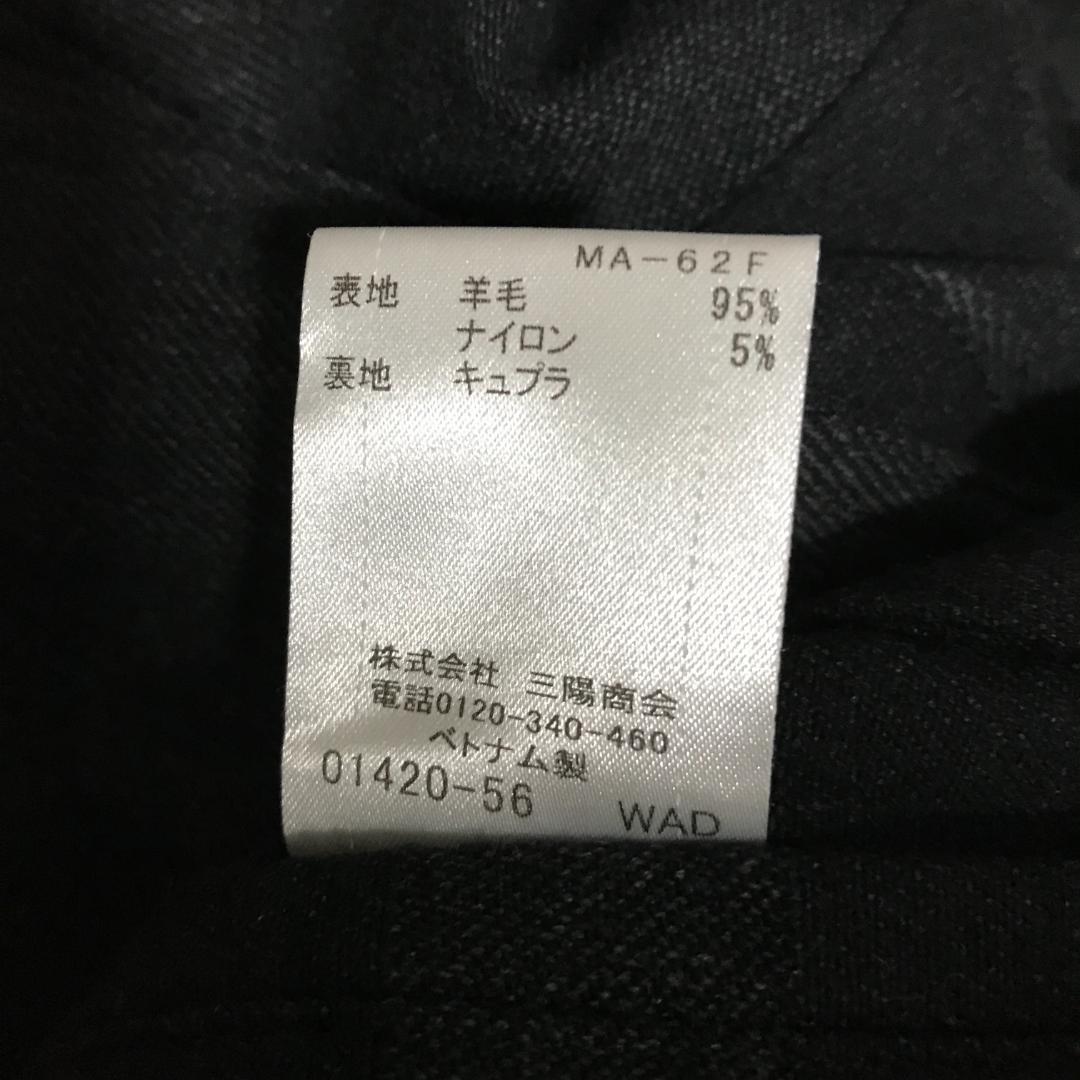 MA-62F
表地 羊毛 95%
ナイロン 5%
裏地 キュプラ
株式会社 三陽商会
電話0120-340-460
ベトナム製
01420-56 WAD